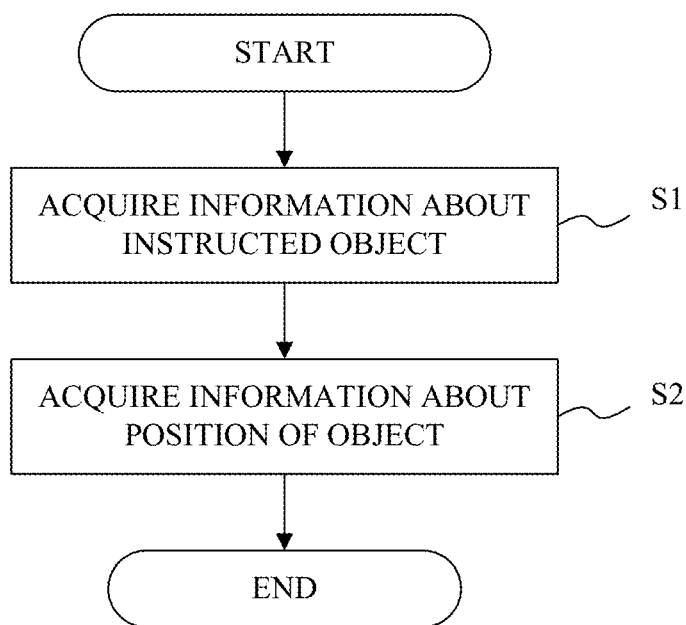 START
ACQUIRE INFORMATION ABOUT
INSTRUCTED OBJECT
S1
ACQUIRE INFORMATION ABOUT
POSITION OF OBJECT
S2
END